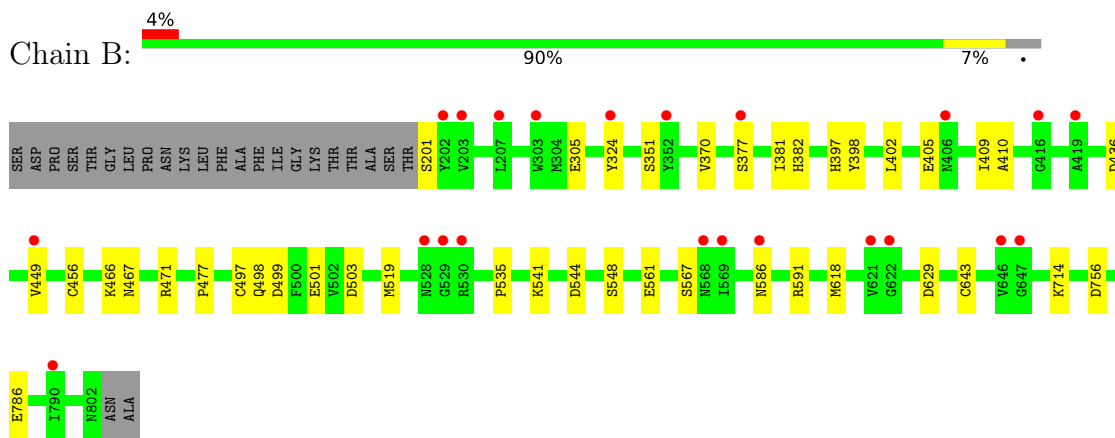 4%
Chain B:
90% 7% •
SER ASP PRO SER THR GLY LEU PRO ASN LYS LEU PHE ALA PHE ILE GLY LYS THR THR ALA SER THR S201 Y202 V203 L207 W303 M304 E305 Y324 S351 Y352 V370 S377 I381 H382 H397 Y398 L402 E405 N406 I409 A410 G416 A419
V449 C456 K466 N467 R471 P477 C497 Q498 D499 F500 E501 V502 D503 M519 N528 G529 R530 P535 K541 D544 S548 E561 S567 N568 I569 N586 R591 M618 V621 G622 D629 C643 V646 G647 K714 D756
E786 I790 N802 ASN ALA